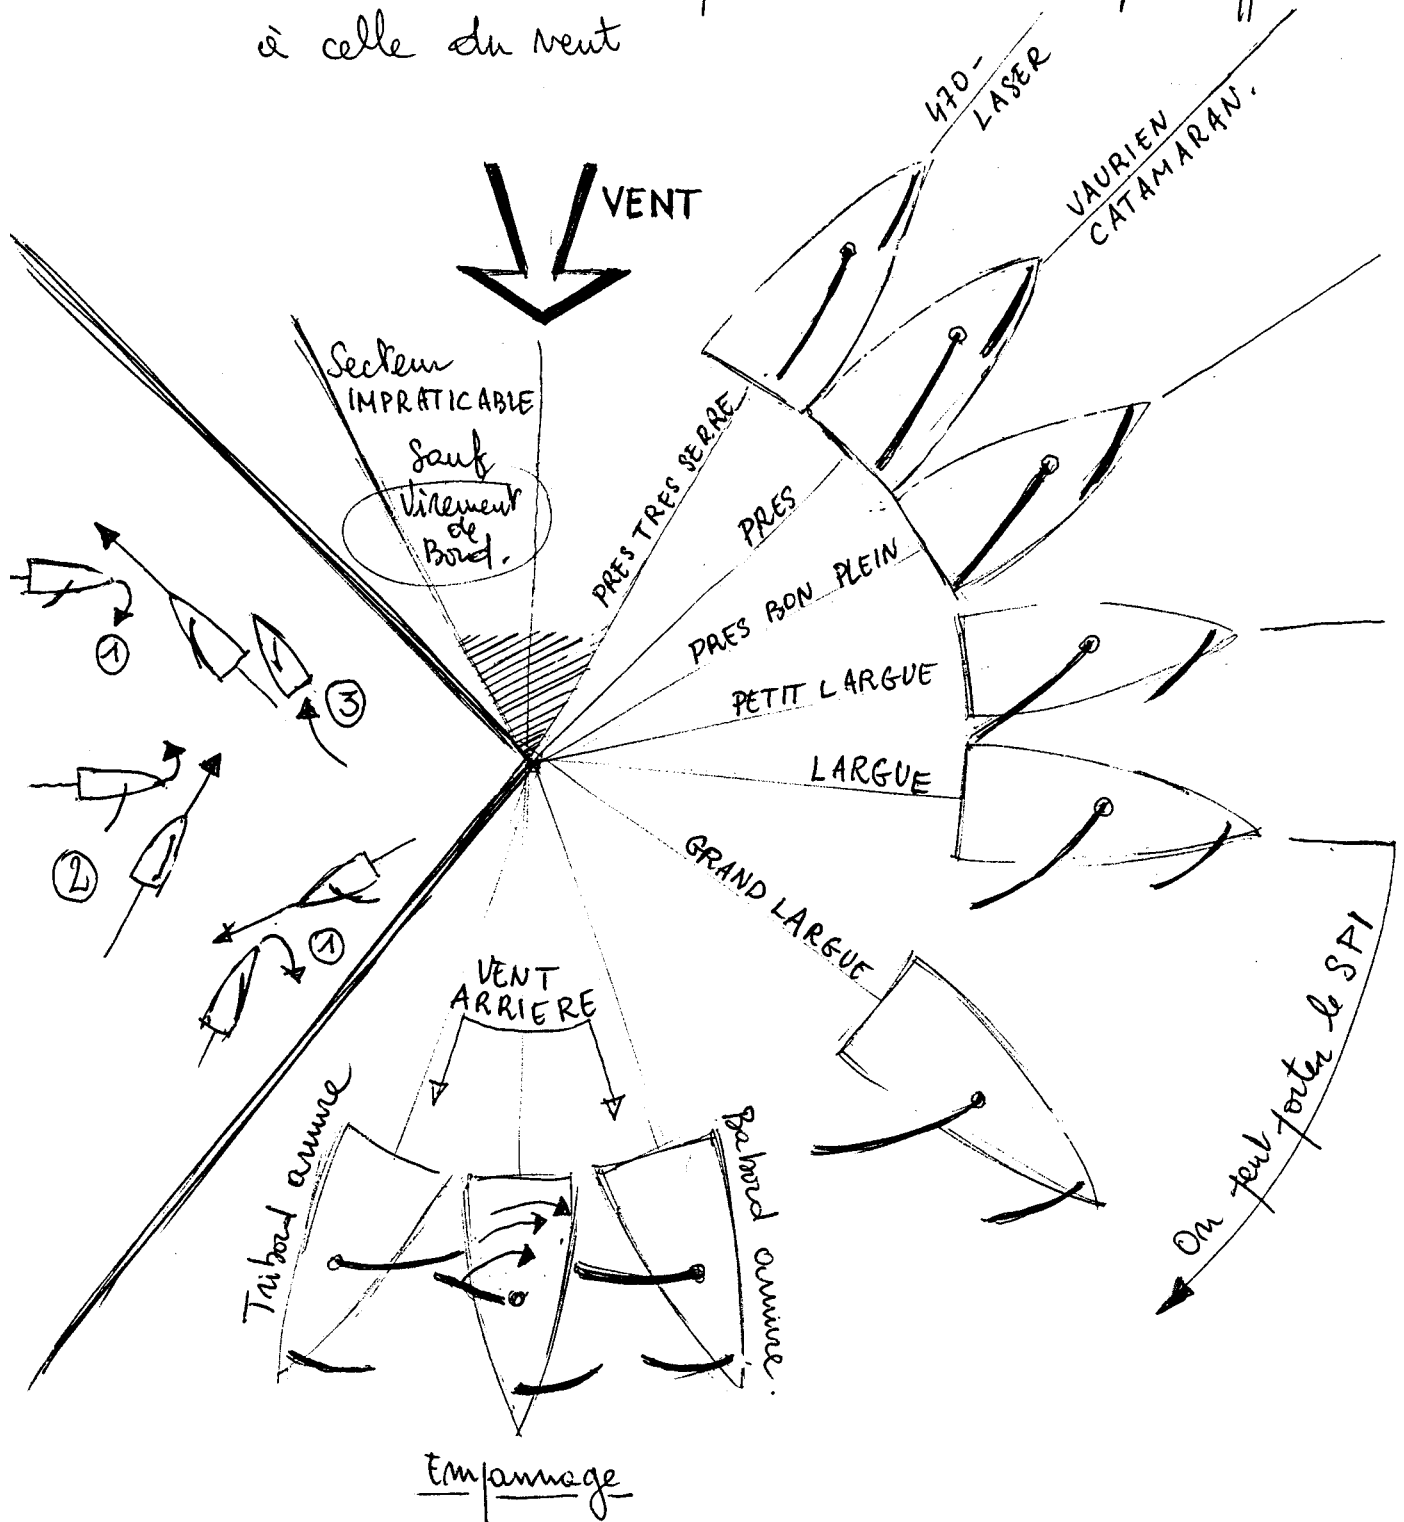 à celle du vent
470 -
LASER
VAURIEN
CATAMARAN.
VENT
Secteur
IMPRATICABLE
Sauf
Virement
de
Bord.
PRES TRES SERRE
PRES
PRES BON PLEIN
PETIT LARGUE
LARGUE
GRAND LARGUE
1
3
2
1
VENT
ARRIERE
On peut porter le SPI
Tribord amure
Babord amure.
Empannage